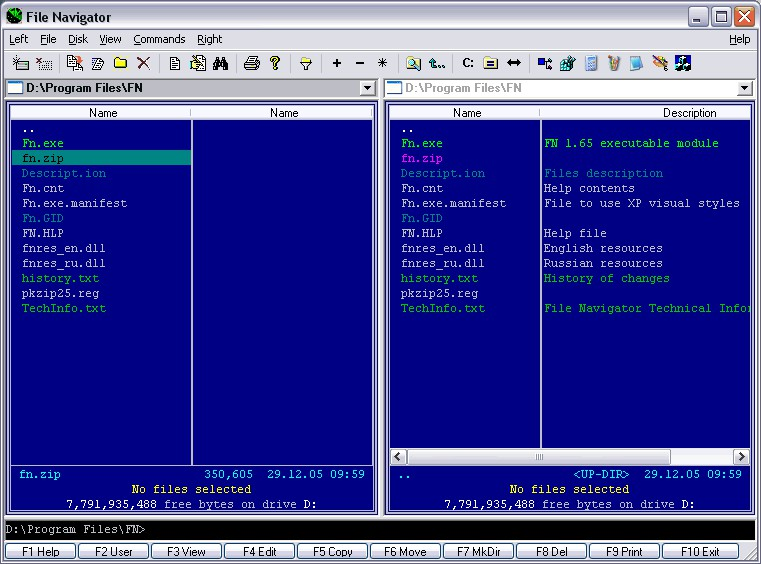 File Navigator
Left File Disk View Commands Right Help
C:
D:\Program Files\FN
D:\Program Files\FN
Name Name
..
Fn.exe
fn.zip
Descript.ion
Fn.cnt
Fn.exe.manifest
Fn.GID
FN.HLP
fnres_en.dll
fnres_ru.dll
history.txt
pkzip25.reg
TechInfo.txt
fn.zip 350,605 29.12.05 09:59
No files selected
7,791,935,488 free bytes on drive D:
Name Description
..
Fn.exe FN 1.65 executable module
fn.zip
Descript.ion Files description
Fn.cnt Help contents
Fn.exe.manifest File to use XP visual styles
Fn.GID
FN.HLP Help file
fnres_en.dll English resources
fnres_ru.dll Russian resources
history.txt History of changes
pkzip25.reg
TechInfo.txt File Navigator Technical Infor
.. <UP-DIR> 29.12.05 09:59
No files selected
7,791,935,488 free bytes on drive D:
D:\Program Files\FN>
F1 Help F2 User F3 View F4 Edit F5 Copy F6 Move F7 MkDir F8 Del F9 Print F10 Exit